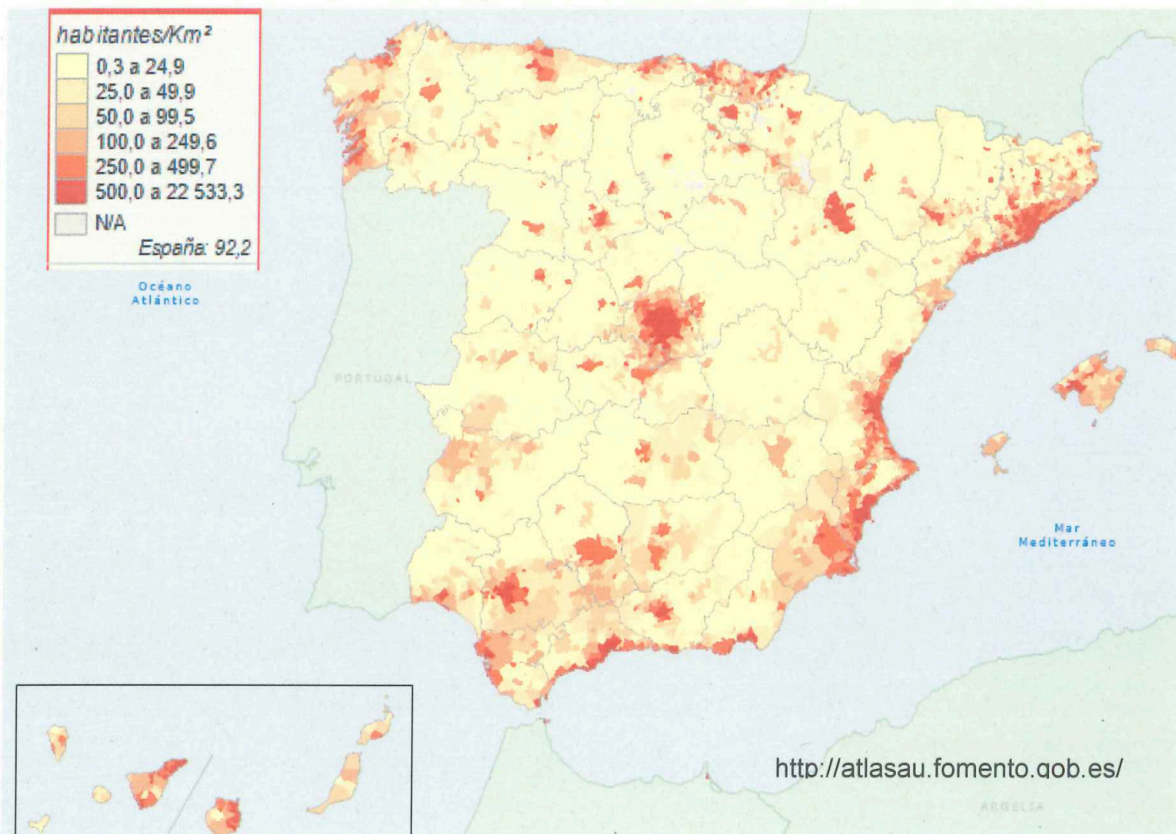 habitantes/Km²
0,3 a 24,9
25,0 a 49,9
50,0 a 99,5
100,0 a 249,6
250,0 a 499,7
500,0 a 22 533,3
N/A
España: 92,2
Océano
Atlántico
PORTUGAL
Mar
Mediterráneo
http://atlasau.fomento.gob.es/
ARGELIA